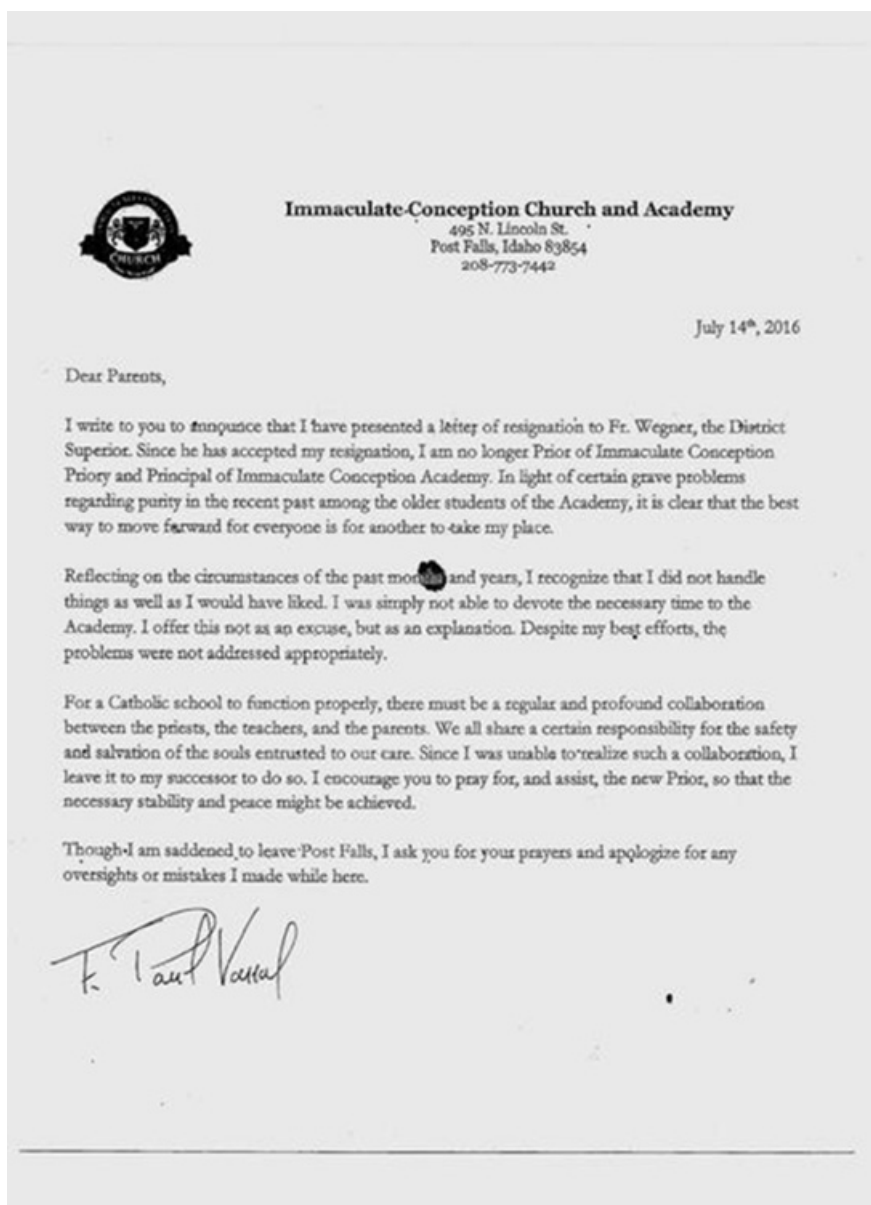 CHURCH
Immaculate Conception Church and Academy
495 N. Lincoln St.
Post Falls, Idaho 83854
208-773-7442
July 14th, 2016
Dear Parents,
I write to you to announce that I have presented a letter of resignation to Fr. Wegner, the District
Superior. Since he has accepted my resignation, I am no longer Prior of Immaculate Conception
Priory and Principal of Immaculate Conception Academy. In light of certain grave problems
regarding purity in the recent past among the older students of the Academy, it is clear that the best
way to move forward for everyone is for another to take my place.
Reflecting on the circumstances of the past months and years, I recognize that I did not handle
things as well as I would have liked. I was simply not able to devote the necessary time to the
Academy. I offer this not as an excuse, but as an explanation. Despite my best efforts, the
problems were not addressed appropriately.
For a Catholic school to function properly, there must be a regular and profound collaboration
between the priests, the teachers, and the parents. We all share a certain responsibility for the safety
and salvation of the souls entrusted to our care. Since I was unable to realize such a collaboration, I
leave it to my successor to do so. I encourage you to pray for, and assist, the new Prior, so that the
necessary stability and peace might be achieved.
Though I am saddened to leave Post Falls, I ask you for your prayers and apologize for any
oversights or mistakes I made while here.
F. Paul